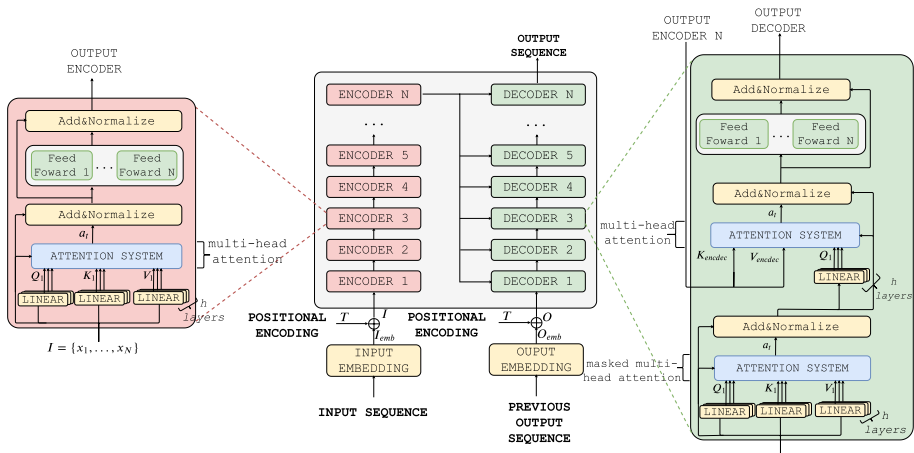 OUTPUT
ENCODER
Add&Normalize
Feed
Foward 1
...
Feed
Foward N
Add&Normalize
a_t
ATTENTION SYSTEM
multi-head
attention
Q_1
K_1
V_1
LINEAR
LINEAR
LINEAR
h
layers
I = {x_1, . . . , x_N}
OUTPUT
SEQUENCE
ENCODER N
DECODER N
...
...
ENCODER 5
DECODER 5
ENCODER 4
DECODER 4
ENCODER 3
DECODER 3
ENCODER 2
DECODER 2
ENCODER 1
DECODER 1
POSITIONAL
ENCODING
T
I
I_emb
POSITIONAL
ENCODING
T
O
O_emb
INPUT
EMBEDDING
OUPUT
EMBEDDING
INPUT SEQUENCE
PREVIOUS
OUTPUT
SEQUENCE
OUTPUT
ENCODER N
OUTPUT
DECODER
Add&Normalize
Feed
Foward 1
...
Feed
Foward N
Add&Normalize
a_t
multi-head
attention
ATTENTION SYSTEM
K_encdec
V_encdec
Q_1
LINEAR
h
layers
Add&Normalize
a_t
masked multi-
head attention
ATTENTION SYSTEM
Q_1
K_1
V_1
LINEAR
LINEAR
LINEAR
h
layers